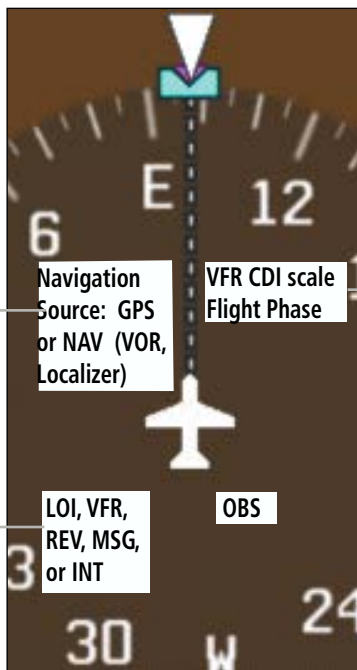 E
12
6
Navigation
Source: GPS
or NAV (VOR,
Localizer)
VFR CDI scale
Flight Phase
LOI, VFR,
REV, MSG,
or INT
OBS
3
24
30
W